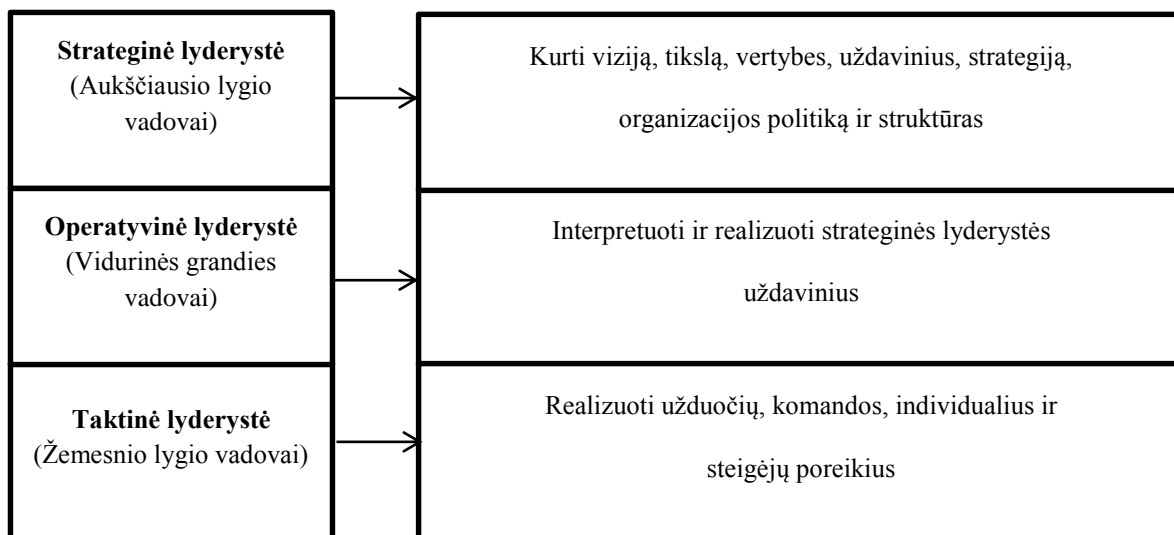 Strateginė lyderystė
(Aukščiausio lygio
vadovai)
Kurti viziją, tikslą, vertybes, uždavinius, strategiją,
organizacijos politiką ir struktūras
Operatyvinė lyderystė
(Vidurinės grandies
vadovai)
Interpretuoti ir realizuoti strateginės lyderystės
uždavinius
Taktinė lyderystė
(Žemesnio lygio vadovai)
Realizuoti užduočių, komandos, individualius ir
steigėjų poreikius